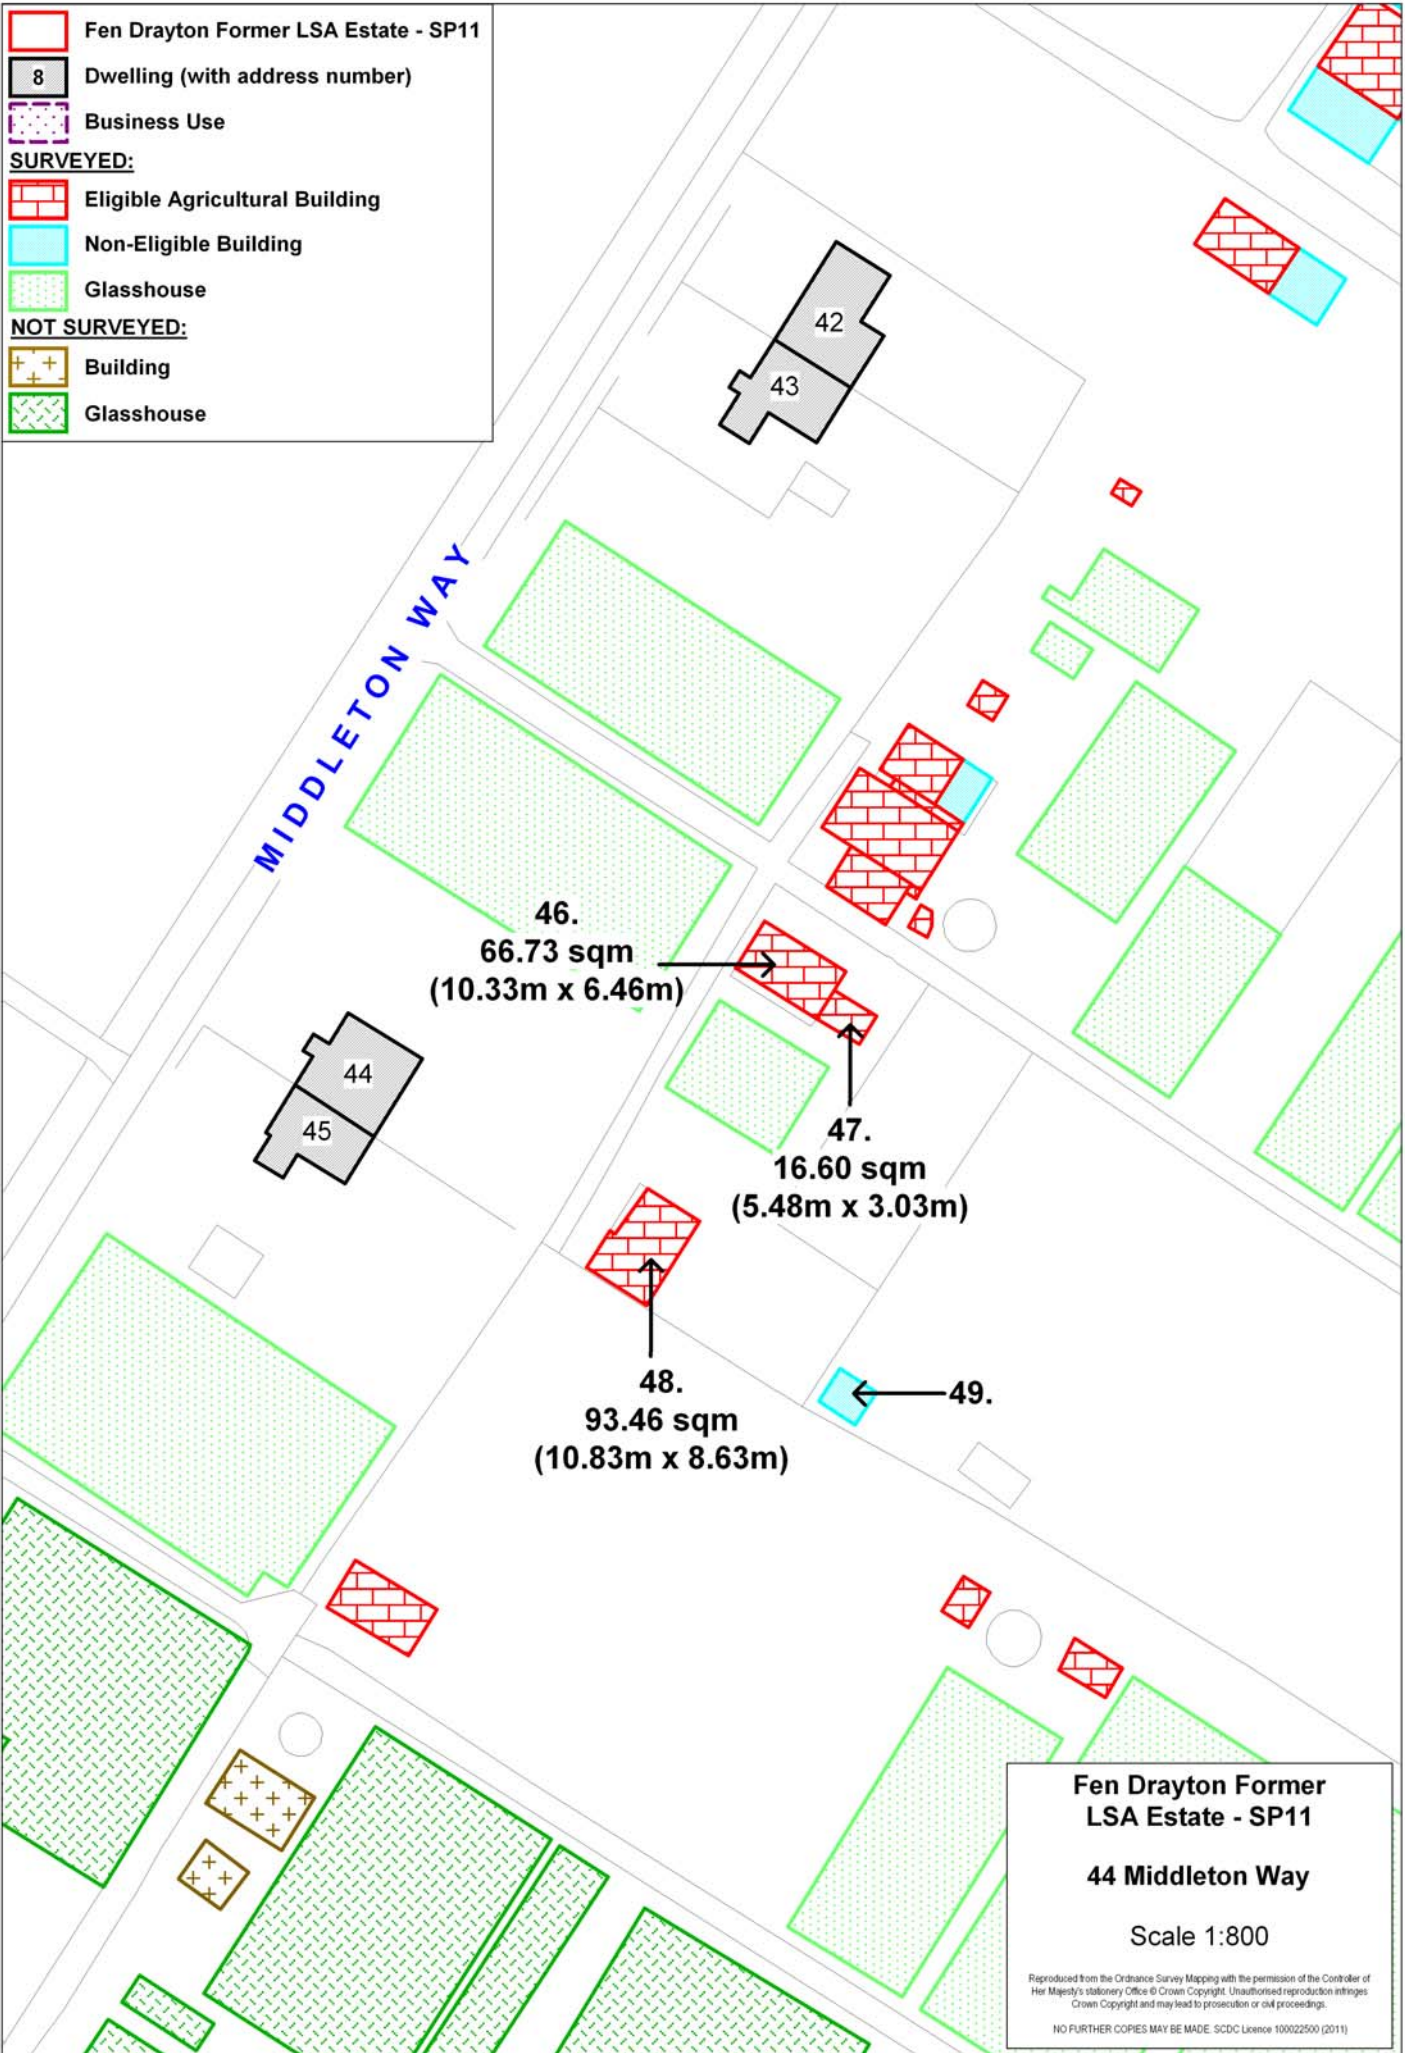 Fen Drayton Former LSA Estate - SP11
8 Dwelling (with address number)
Business Use
SURVEYED:
Eligible Agricultural Building
Non-Eligible Building
Glasshouse
NOT SURVEYED:
Building
Glasshouse
42
43
MIDDLETON WAY
46.
66.73 sqm
(10.33m x 6.46m)
44
45
47.
16.60 sqm
(5.48m x 3.03m)
48.
93.46 sqm
(10.83m x 8.63m)
49.
Fen Drayton Former
LSA Estate - SP11
44 Middleton Way
Scale 1:800
Reproduced from the Ordnance Survey Mapping with the permission of the Controller of
Her Majesty's stationery Office © Crown Copyright. Unauthorised reproduction infringes
Crown Copyright and may lead to prosecution or civil proceedings.
NO FURTHER COPIES MAY BE MADE. SCDC Licence 100022500 (2011)